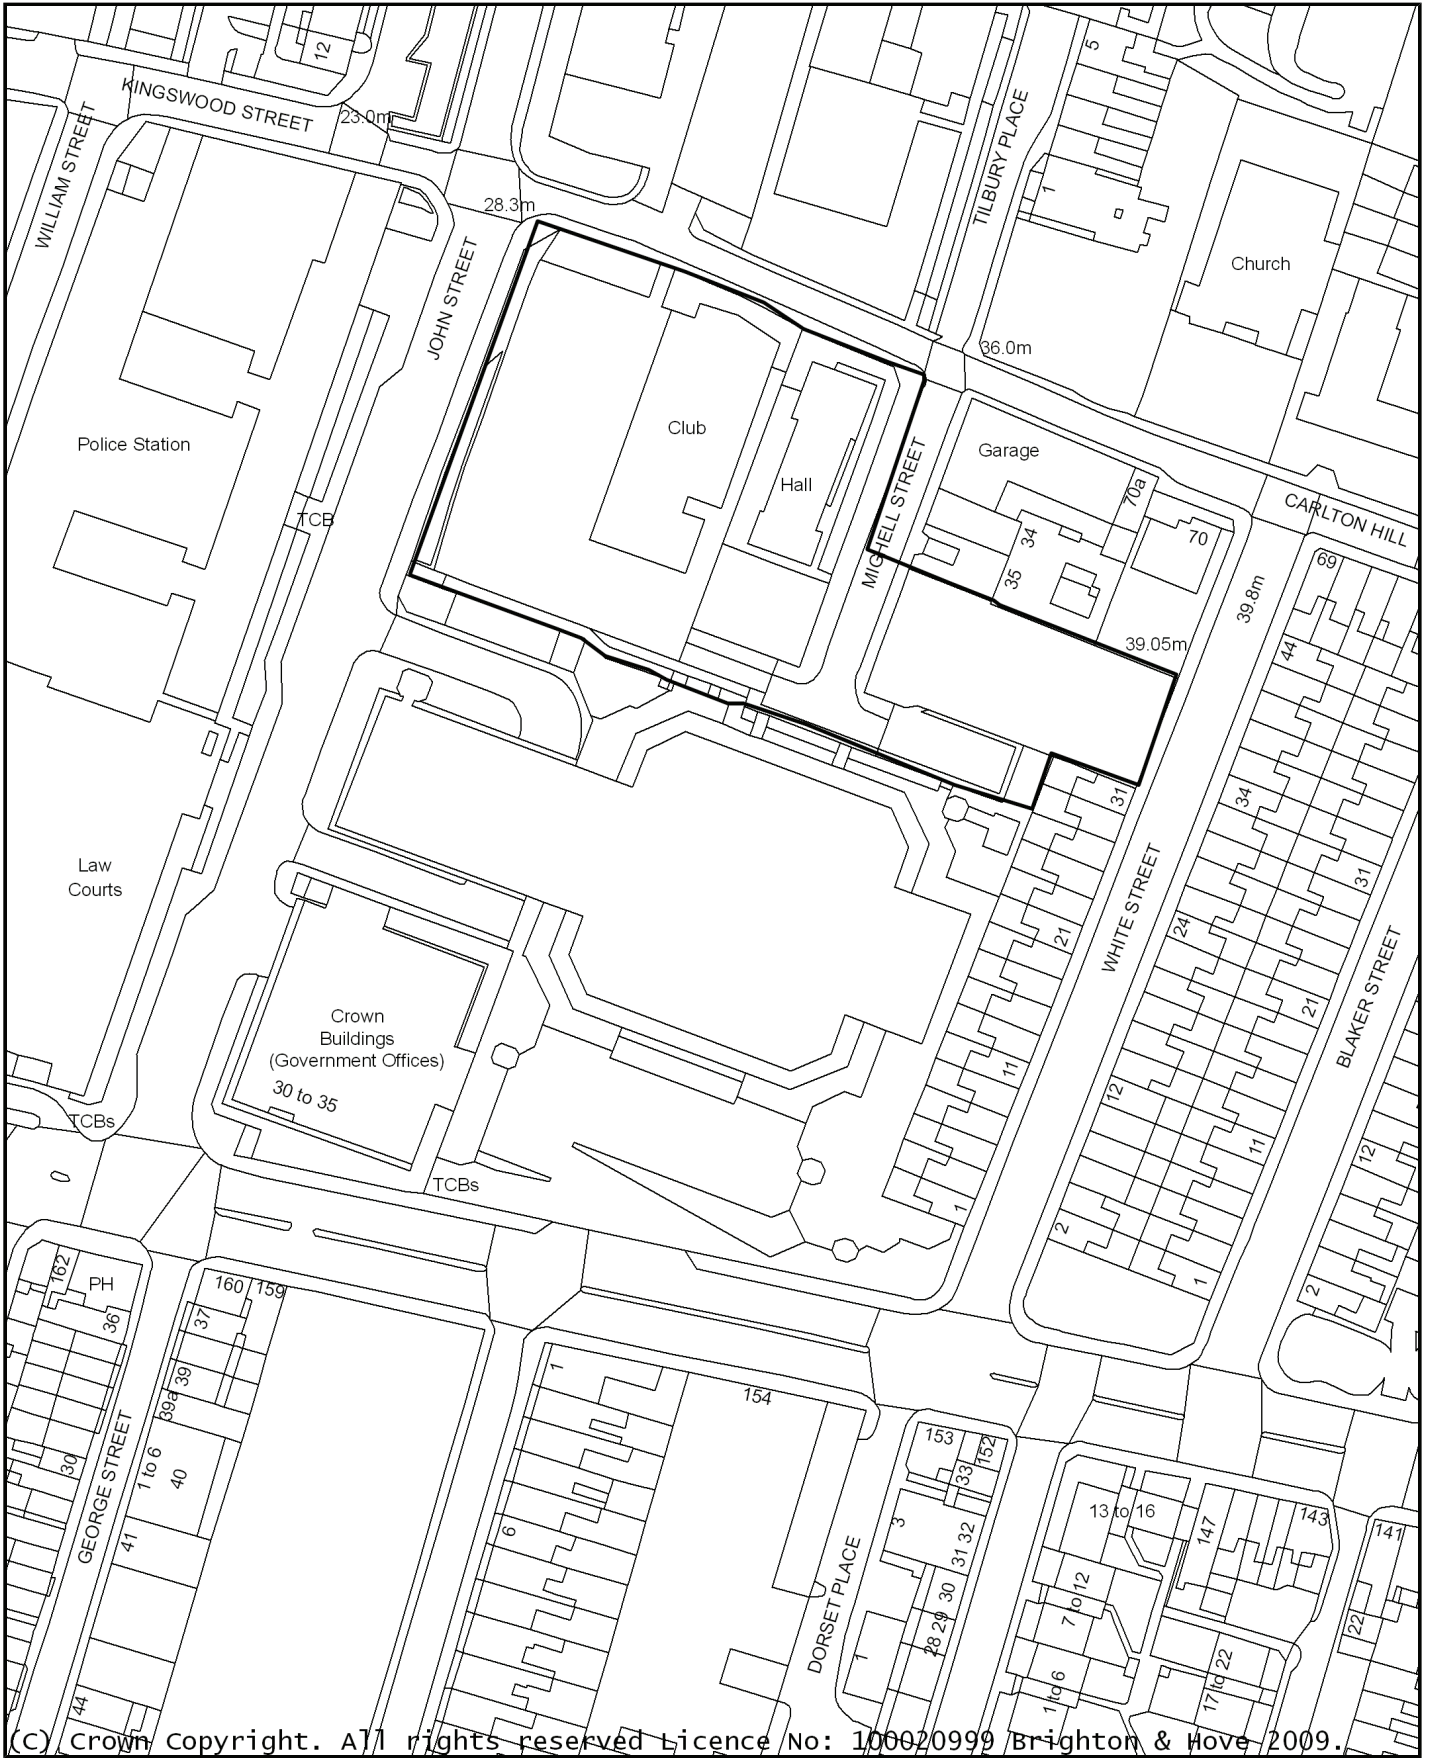 12
5
KINGSWOOD STREET
23.0m
WILLIAM STREET
TILBURY PLACE
1
28.3m
JOHN STREET
Church
36.0m
Police Station
Club
Hall
Garage
MIGHELL STREET
70a
70
CARLTON HILL
TCB
34
35
69
39.8m
39.05m
44
31
34
Law
Courts
31
21
24
WHITE STREET
BLAKER STREET
21
Crown
Buildings
(Government Offices)
30 to 35
11
12
11
12
TCBs
TCBs
1
2
1
2
162
PH
36
160
159
37
39
39a
1
154
153
152
33
30
1 to 6
40
41
GEORGE STREET
6
3
32
31
30
29
28
DORSET PLACE
1
13 to 16
147
143
141
7 to 12
22
1 to 6
17 to 22
44
(C) Crown Copyright. All rights reserved Licence No: 100020999 Brighton & Hove 2009.